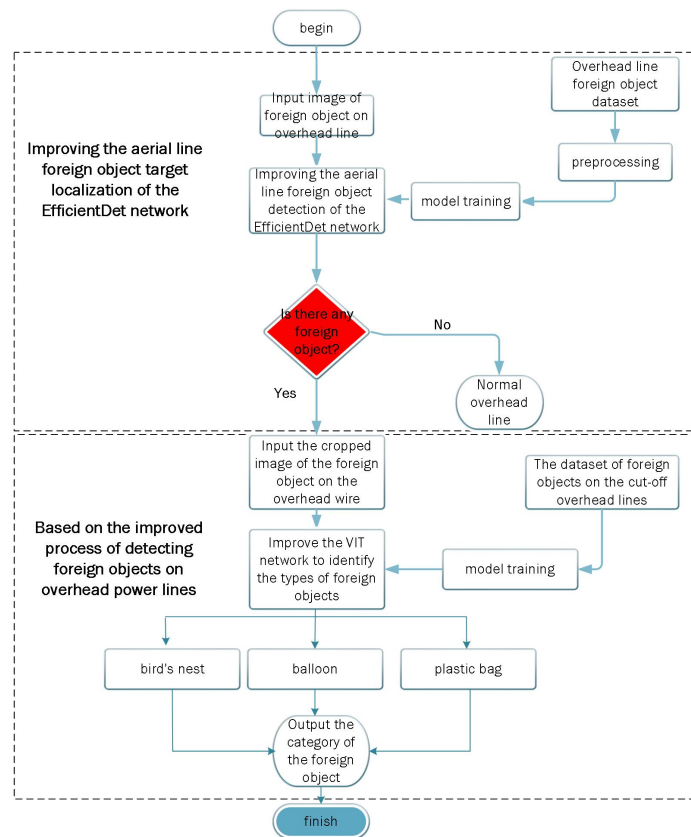 begin
Overhead line
foreign object
dataset
Input image of
foreign object on
overhead line
Improving the aerial line
foreign object target
localization of the
EfficientDet network
preprocessing
Improving the aerial
line foreign object
detection of the
EfficientDet network
model training
Is there any
foreign
object?
No
Yes
Normal
overhead
line
Input the cropped
image of the foreign
object on the
overhead wire
The dataset of foreign
objects on the cut-off
overhead lines
Based on the improved
process of detecting
foreign objects on
overhead power lines
Improve the VIT
network to identify
the types of foreign
objects
model training
bird's nest
balloon
plastic bag
Output the
category of
the foreign
object
finish